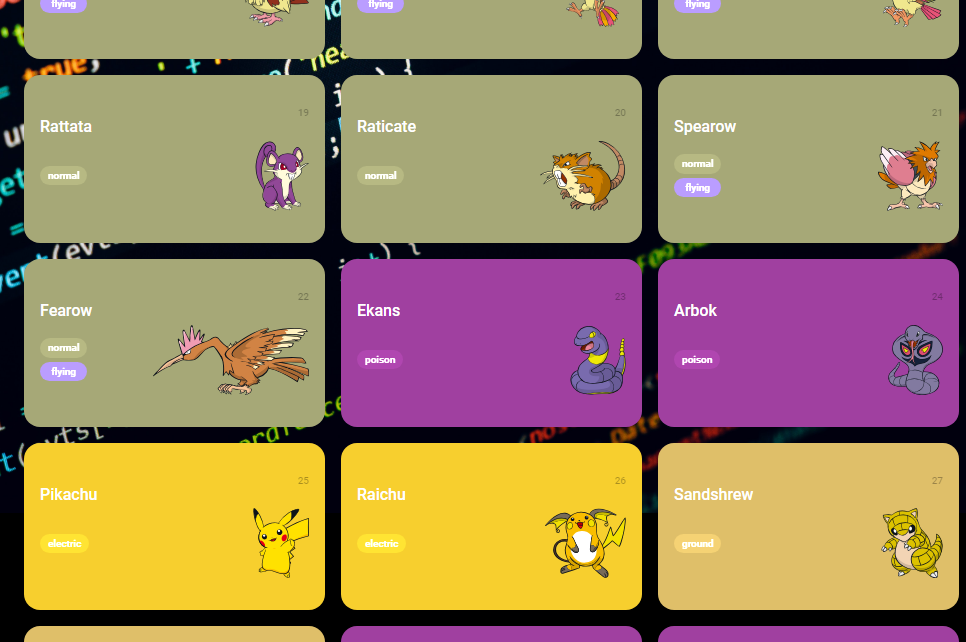 flying
flying
flying
19
Rattata
normal
20
Raticate
normal
21
Spearow
normal
flying
22
Fearow
normal
flying
23
Ekans
poison
24
Arbok
poison
25
Pikachu
electric
26
Raichu
electric
27
Sandshrew
ground
true,